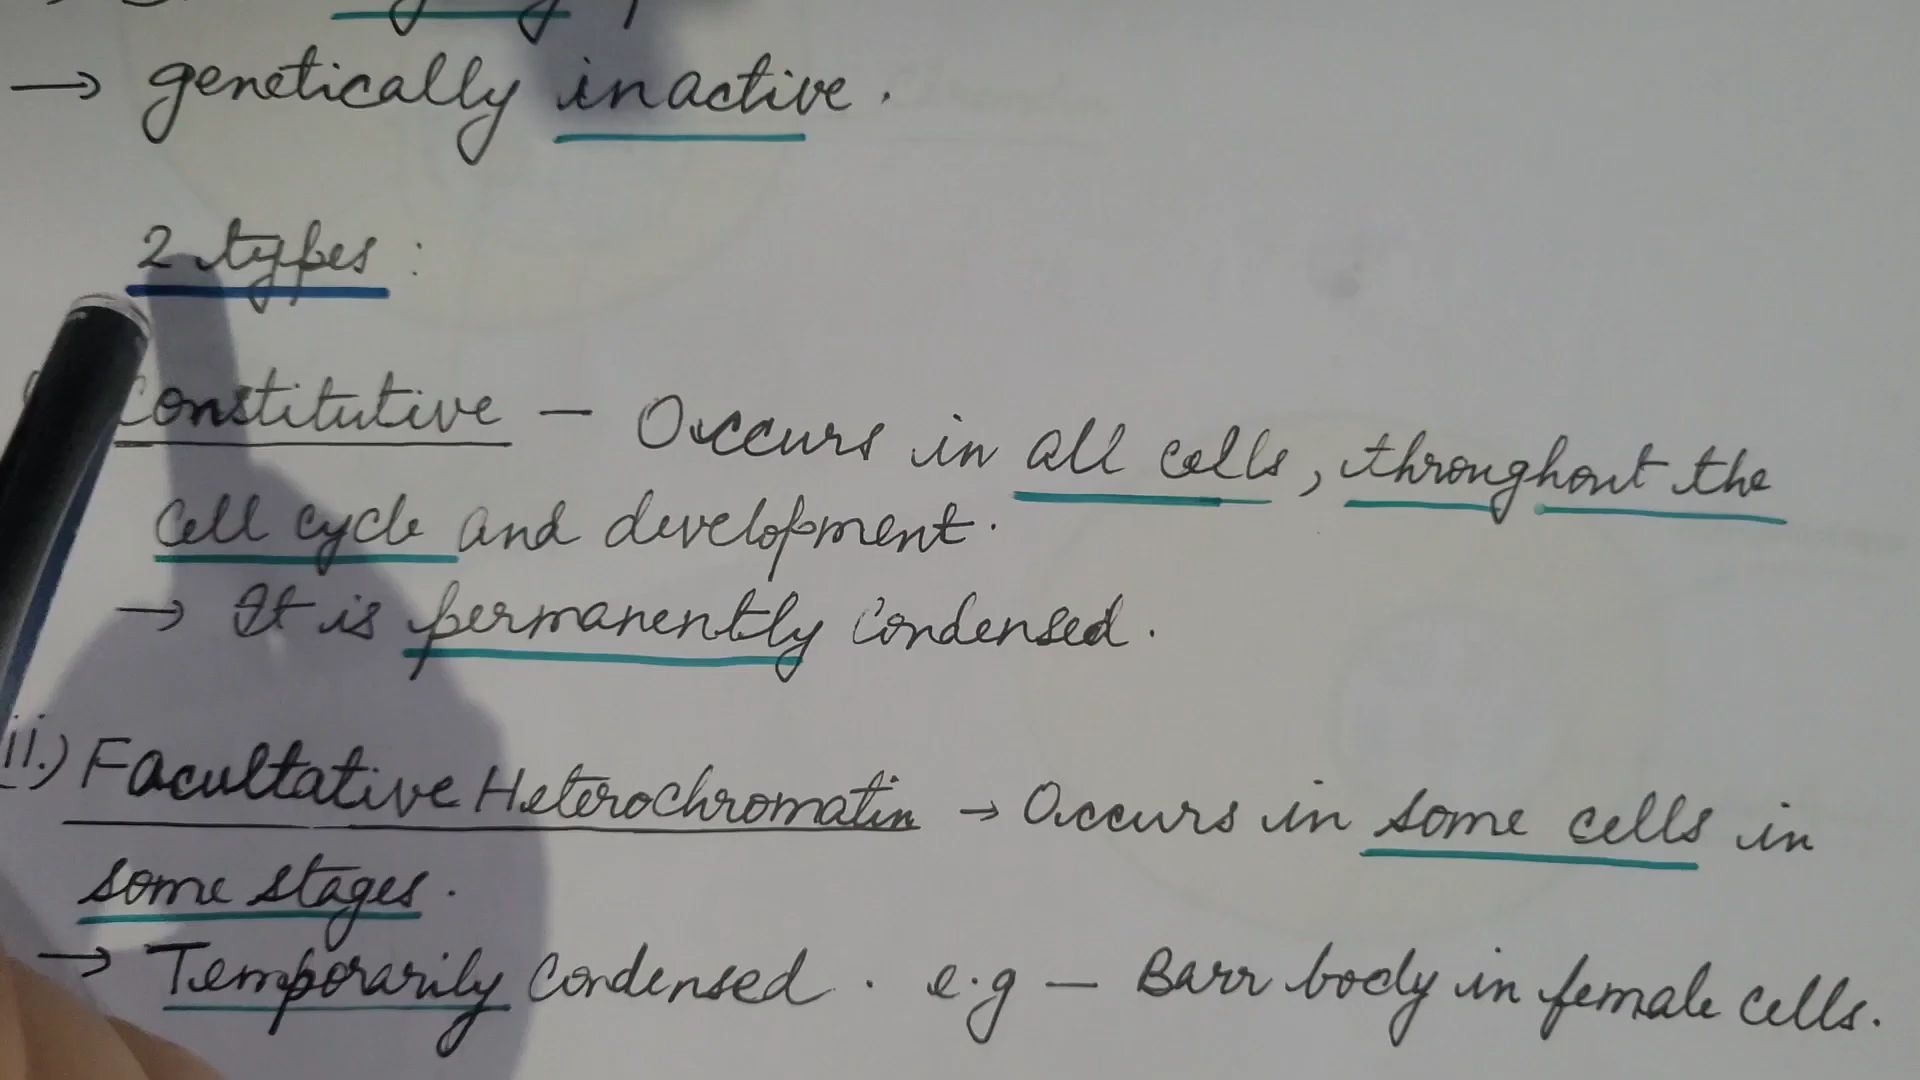 → genetically inactive.
2 types :
Constitutive – Occurs in all cells, throughout the
cell cycle and development.
→ It is permanently condensed.
ii.) Facultative Heterochromatin → Occurs in some cells in
some stages.
→ Temporarily condensed. e.g – Barr body in female cells.